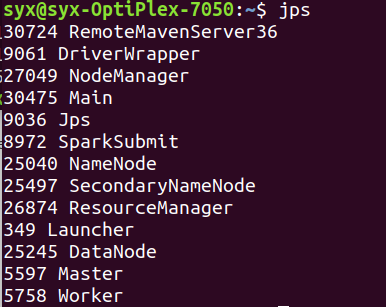 syx@syx-OptiPlex-7050:~$ jps
30724 RemoteMavenServer36
9061 DriverWrapper
27049 NodeManager
30475 Main
9036 Jps
8972 SparkSubmit
25040 NameNode
25497 SecondaryNameNode
26874 ResourceManager
349 Launcher
25245 DataNode
5597 Master
5758 Worker